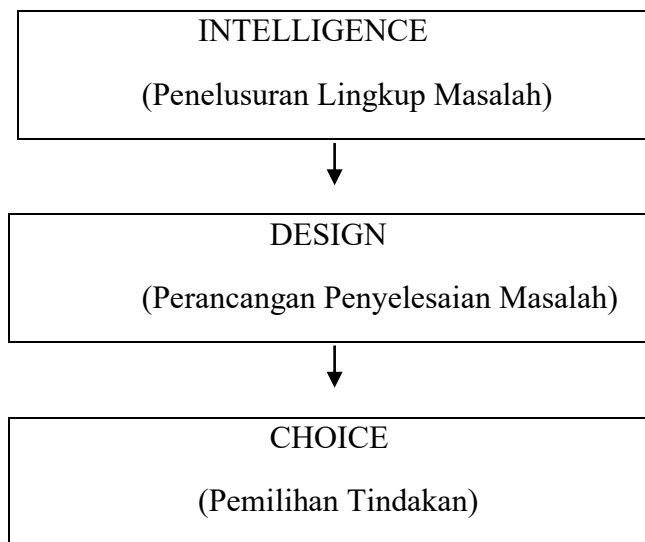 INTELLIGENCE
(Penelusuran Lingkup Masalah)
DESIGN
(Perancangan Penyelesaian Masalah)
CHOICE
(Pemilihan Tindakan)